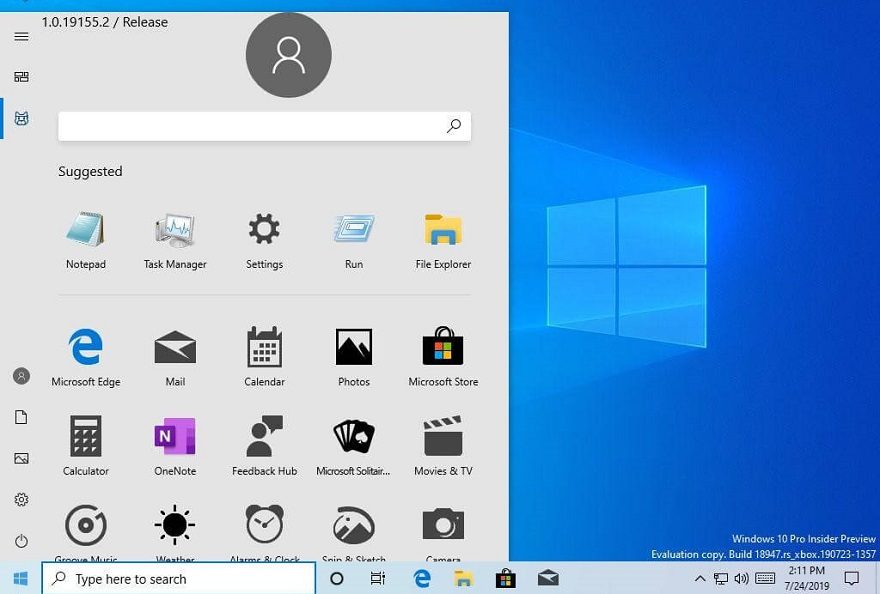 1.0.19155.2 / Release
Suggested
Notepad
Task Manager
Settings
Run
File Explorer
Microsoft Edge
Mail
Calendar
Photos
Microsoft Store
Calculator
N
OneNote
Feedback Hub
Microsoft Solitair...
Movies & TV
Groove Music
Weather
Alarms & Clock
Snip & Sketch
Camera
Windows 10 Pro Insider Preview
Evaluation copy. Build 18947.rs_xbox.190723-1357
Type here to search
2:11 PM
7/24/2019